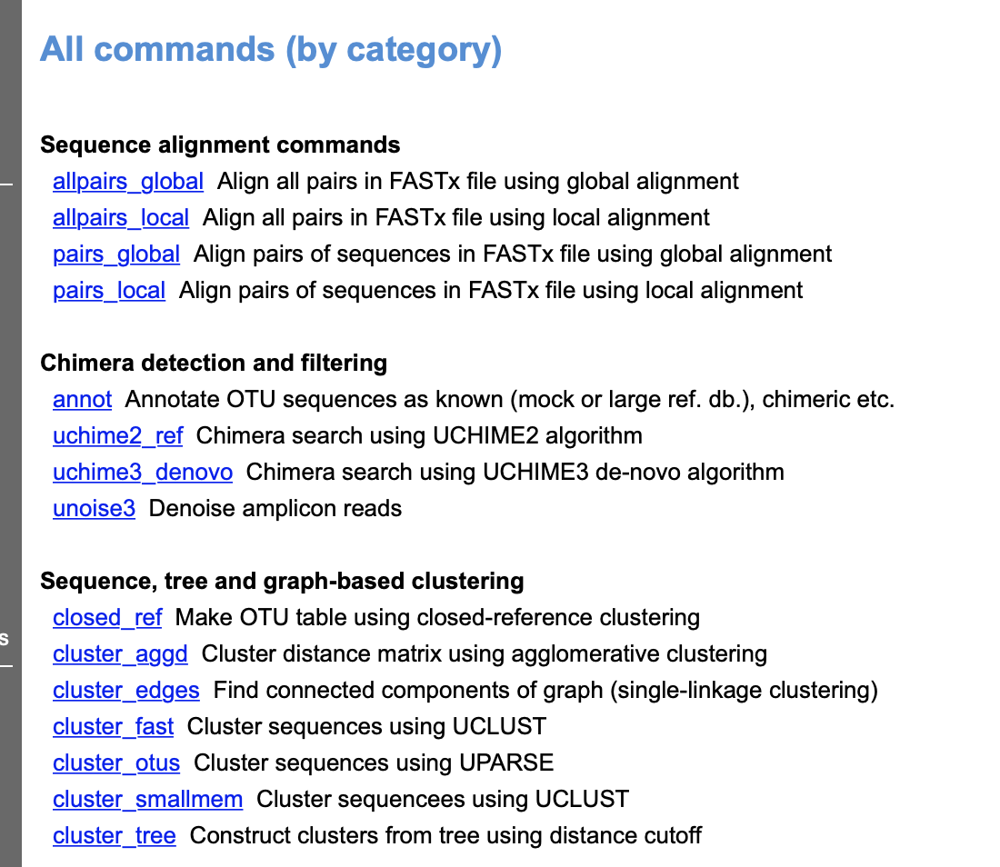 All commands (by category)
Sequence alignment commands
allpairs_global Align all pairs in FASTx file using global alignment
allpairs_local Align all pairs in FASTx file using local alignment
pairs_global Align pairs of sequences in FASTx file using global alignment
pairs_local Align pairs of sequences in FASTx file using local alignment
Chimera detection and filtering
annot Annotate OTU sequences as known (mock or large ref. db.), chimeric etc.
uchime2_ref Chimera search using UCHIME2 algorithm
uchime3_denovo Chimera search using UCHIME3 de-novo algorithm
unoise3 Denoise amplicon reads
Sequence, tree and graph-based clustering
closed_ref Make OTU table using closed-reference clustering
s
cluster_aggd Cluster distance matrix using agglomerative clustering
cluster_edges Find connected components of graph (single-linkage clustering)
cluster_fast Cluster sequences using UCLUST
cluster_otus Cluster sequences using UPARSE
cluster_smallmem Cluster sequencees using UCLUST
cluster_tree Construct clusters from tree using distance cutoff